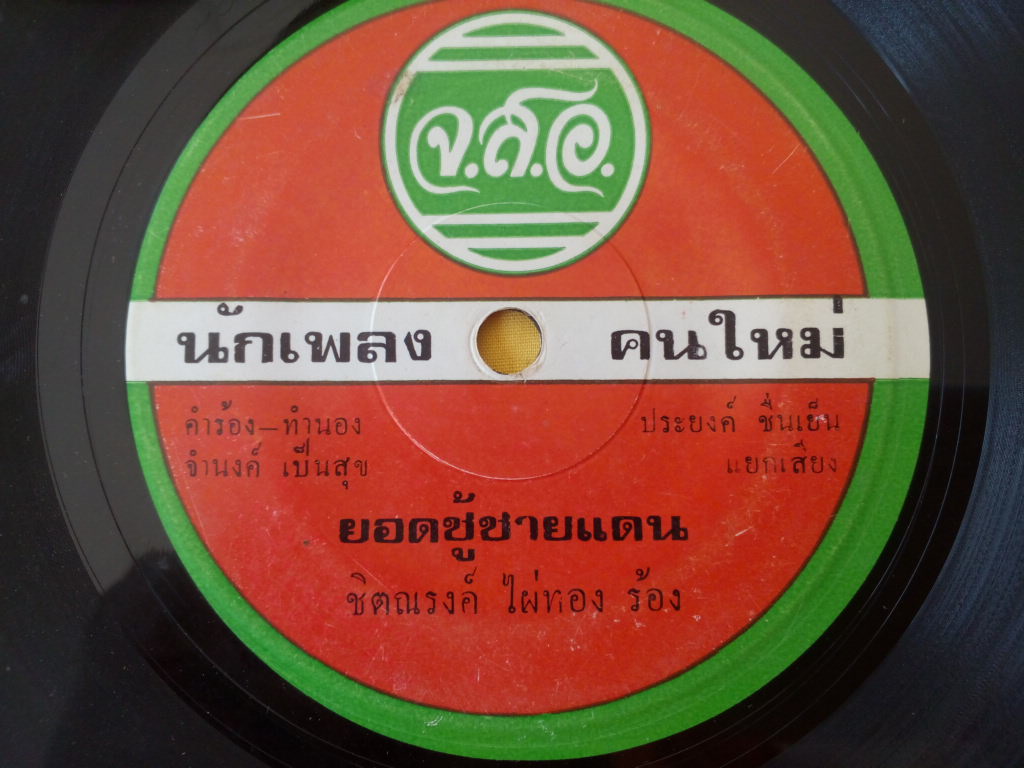 จ.ส.อ.
นักเพลง คนใหม่
คำร้อง-ทำนอง ประยงค์ ชื่นเย็น
จำนงค์ เป็นสุข แยกเสียง
ยอดชู้ชายแดน
ชิตณรงค์ ไผ่ทอง ร้อง